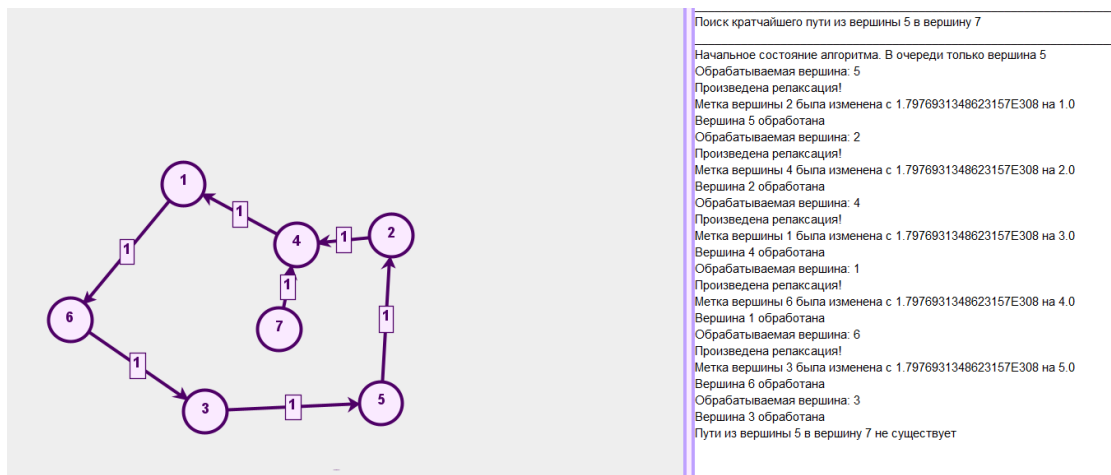 Поиск кратчайшего пути из вершины 5 в вершину 7
Начальное состояние алгоритма. В очереди только вершина 5
Обрабатываемая вершина: 5
Произведена релаксация!
Метка вершины 2 была изменена с 1.7976931348623157E308 на 1.0
Вершина 5 обработана
Обрабатываемая вершина: 2
Произведена релаксация!
Метка вершины 4 была изменена с 1.7976931348623157E308 на 2.0
Вершина 2 обработана
Обрабатываемая вершина: 4
Произведена релаксация!
Метка вершины 1 была изменена с 1.7976931348623157E308 на 3.0
Вершина 4 обработана
Обрабатываемая вершина: 1
Произведена релаксация!
Метка вершины 6 была изменена с 1.7976931348623157E308 на 4.0
Вершина 1 обработана
Обрабатываемая вершина: 6
Произведена релаксация!
Метка вершины 3 была изменена с 1.7976931348623157E308 на 5.0
Вершина 6 обработана
Обрабатываемая вершина: 3
Вершина 3 обработана
Пути из вершины 5 в вершину 7 не существует
1
1
4
1
2
1
1
6
7
1
1
3
1
5